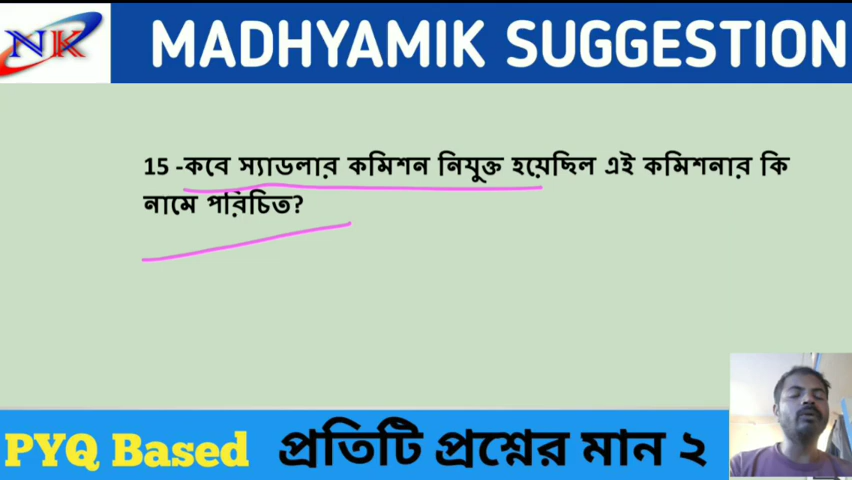 NK
MADHYAMIK SUGGESTION
15 -কবে স্যাডলার কমিশন নিযুক্ত হয়েছিল এই কমিশনার কি
নামে পরিচিত?
PYQ Based
প্রতিটি প্রশ্নের মান ২